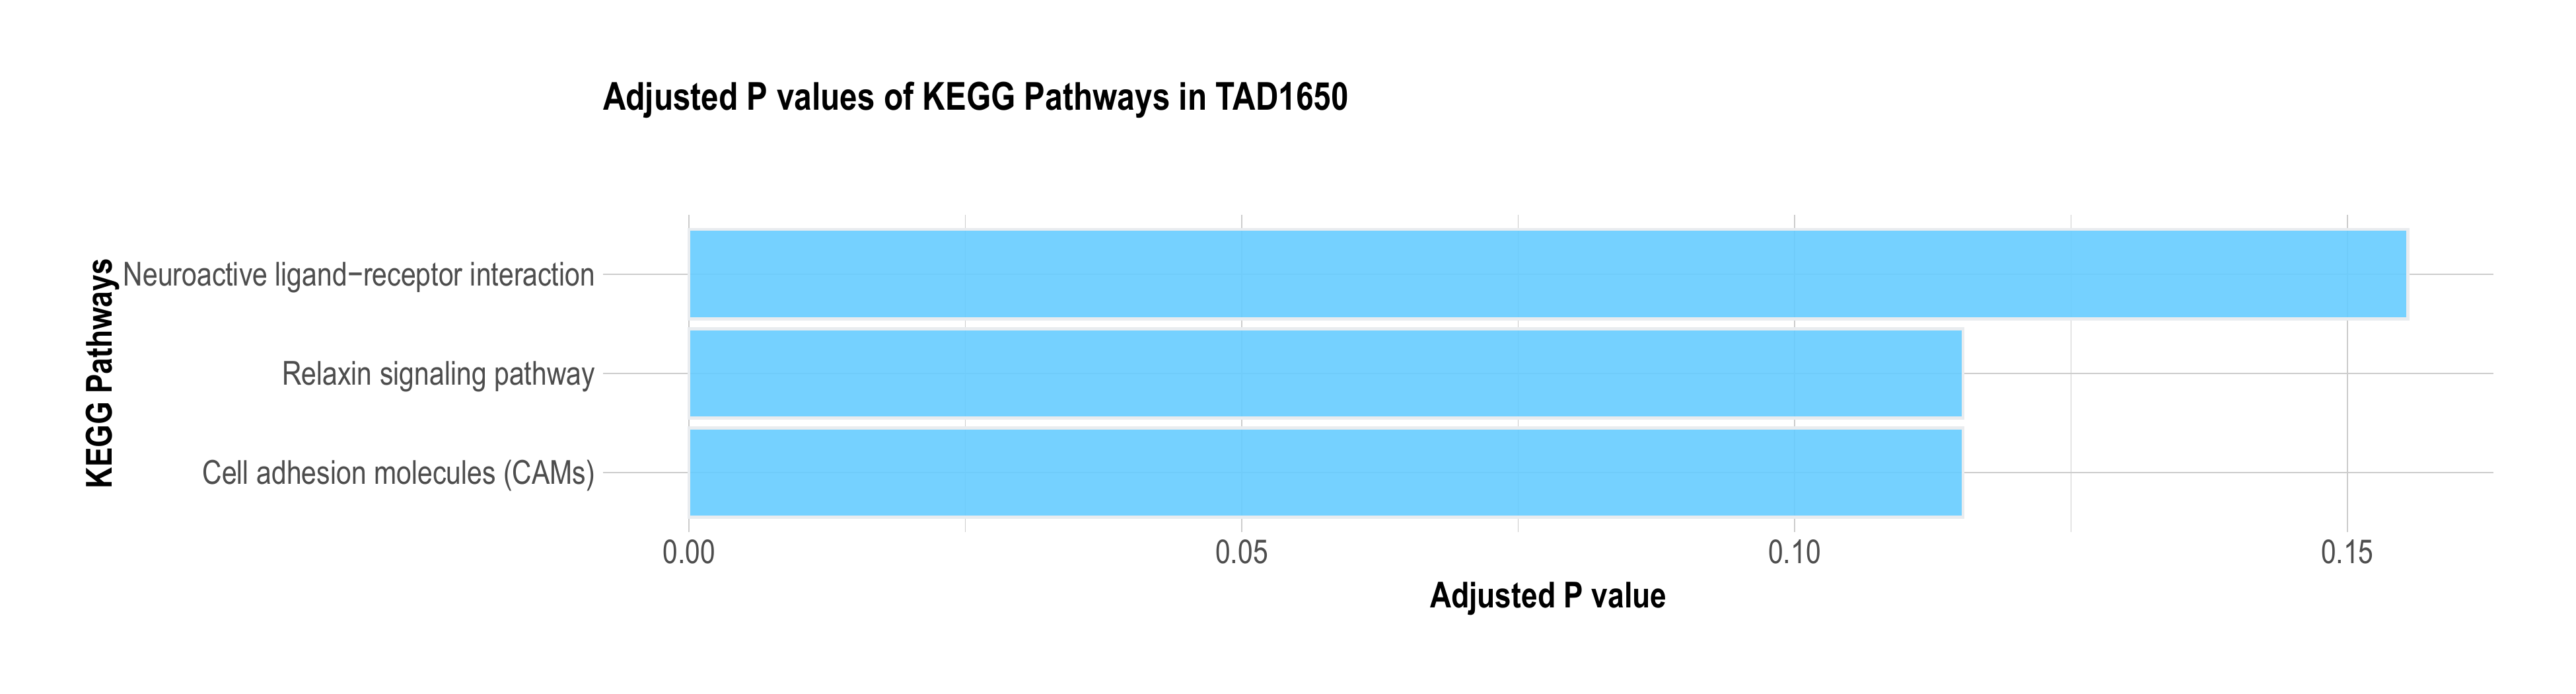 Adjusted P values of KEGG Pathways in TAD1650
KEGG Pathways
Neuroactive ligand−receptor interaction
Relaxin signaling pathway
Cell adhesion molecules (CAMs)
0.00 0.05 0.10 0.15
Adjusted P value